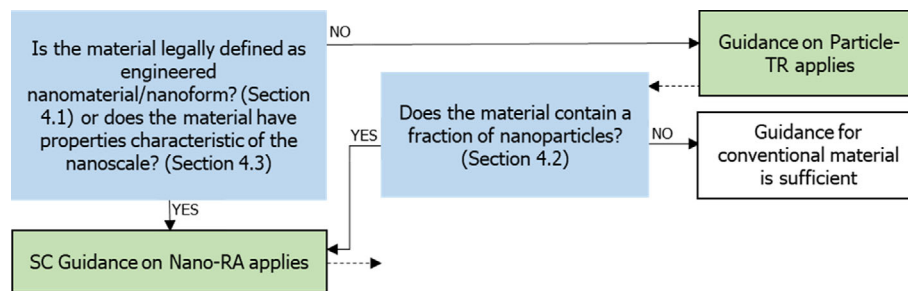 Is the material legally defined as
engineered
nanomaterial/nanoform? (Section
4.1) or does the material have
properties characteristic of the
nanoscale? (Section 4.3)
NO
Guidance on Particle-
TR applies
Does the material contain a
fraction of nanoparticles?
(Section 4.2)
YES
NO
Guidance for
conventional material
is sufficient
YES
SC Guidance on Nano-RA applies